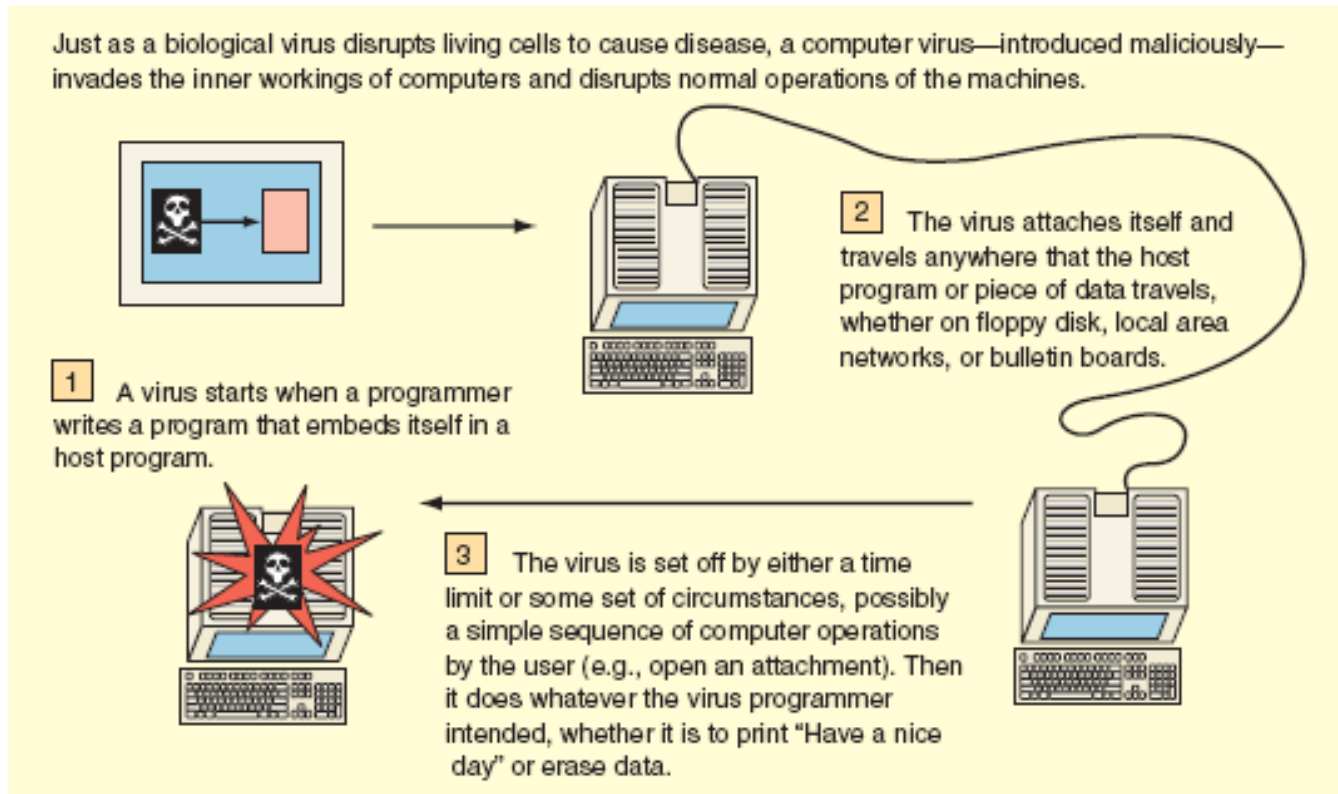 Just as a biological virus disrupts living cells to cause disease, a computer virus—introduced maliciously—
invades the inner workings of computers and disrupts normal operations of the machines.
1 A virus starts when a programmer
writes a program that embeds itself in a
host program.
2 The virus attaches itself and
travels anywhere that the host
program or piece of data travels,
whether on floppy disk, local area
networks, or bulletin boards.
3 The virus is set off by either a time
limit or some set of circumstances, possibly
a simple sequence of computer operations
by the user (e.g., open an attachment). Then
it does whatever the virus programmer
intended, whether it is to print “Have a nice
day” or erase data.